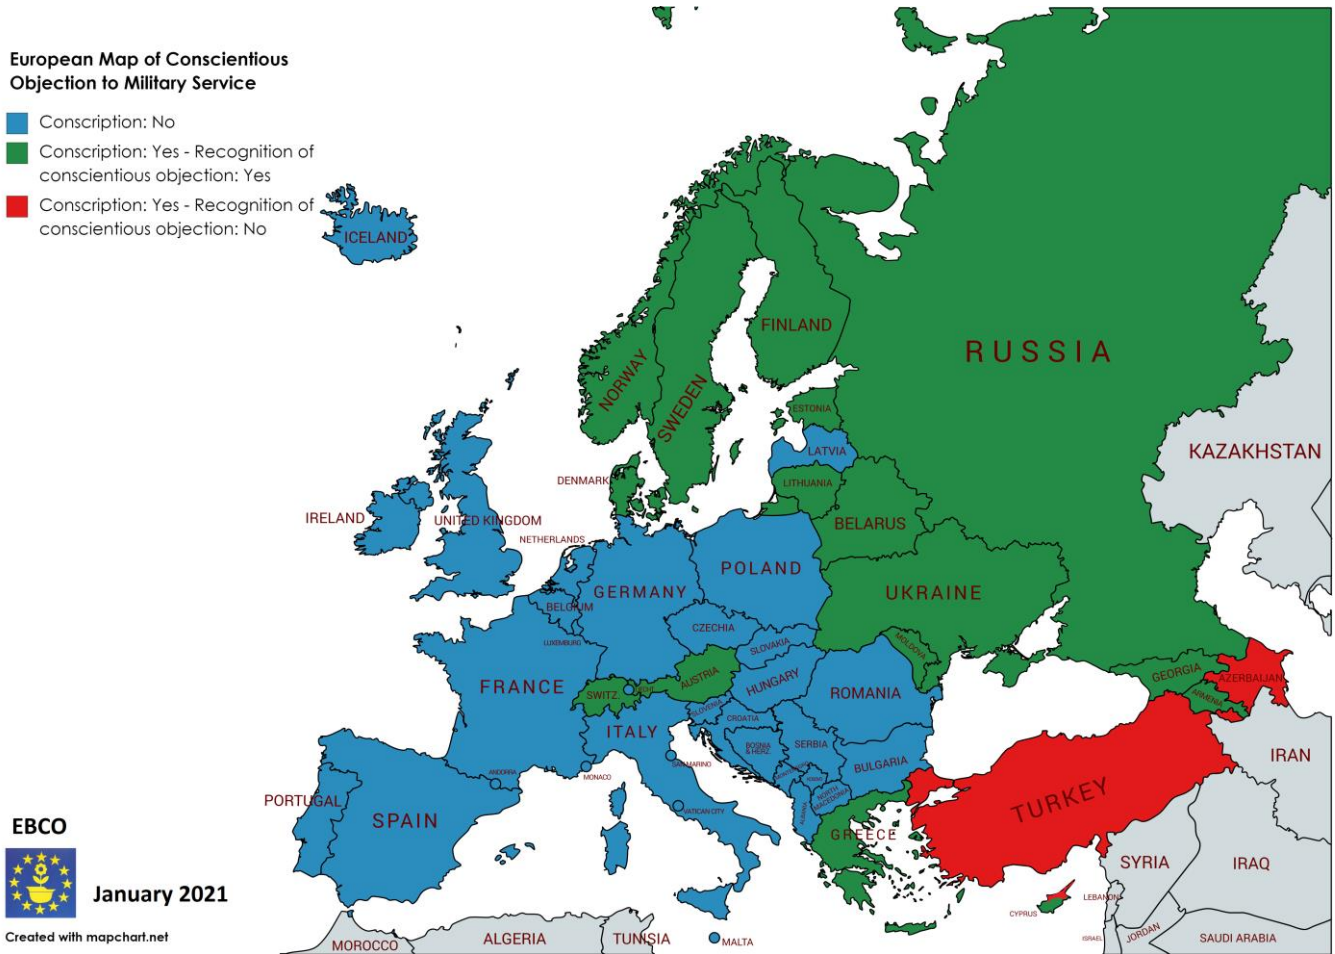 European Map of Conscientious
Objection to Military Service
Conscription: No
Conscription: Yes - Recognition of
conscientious objection: Yes
Conscription: Yes - Recognition of
conscientious objection: No
ICELAND
NORWAY
SWEDEN
FINLAND
RUSSIA
ESTONIA
LATVIA
LITHUANIA
DENMARK
KAZAKHSTAN
IRELAND
UNITED KINGDOM
NETHERLANDS
BELARUS
POLAND
GERMANY
UKRAINE
BELGIUM
LUXEMBURG
CZECHIA
SLOVAKIA
MOLDOVA
FRANCE
SWITZ.
AUSTRIA
HUNGARY
ROMANIA
GEORGIA
AZERBAIJAN
ARMENIA
SLOVENIA
CROATIA
ITALY
BOSNIA
& HERZ.
SERBIA
BULGARIA
MONTENEGRO
SAN MARINO
ANDORRA
MONACO
NORTH
MACEDONIA
ALBANIA
VATICAN CITY
PORTUGAL
SPAIN
GREECE
TURKEY
IRAN
SYRIA
IRAQ
CYPRUS
LEBANON
ISRAEL
JORDAN
SAUDI ARABIA
MOROCCO
ALGERIA
TUNISIA
MALTA
EBCO
January 2021
Created with mapchart.net